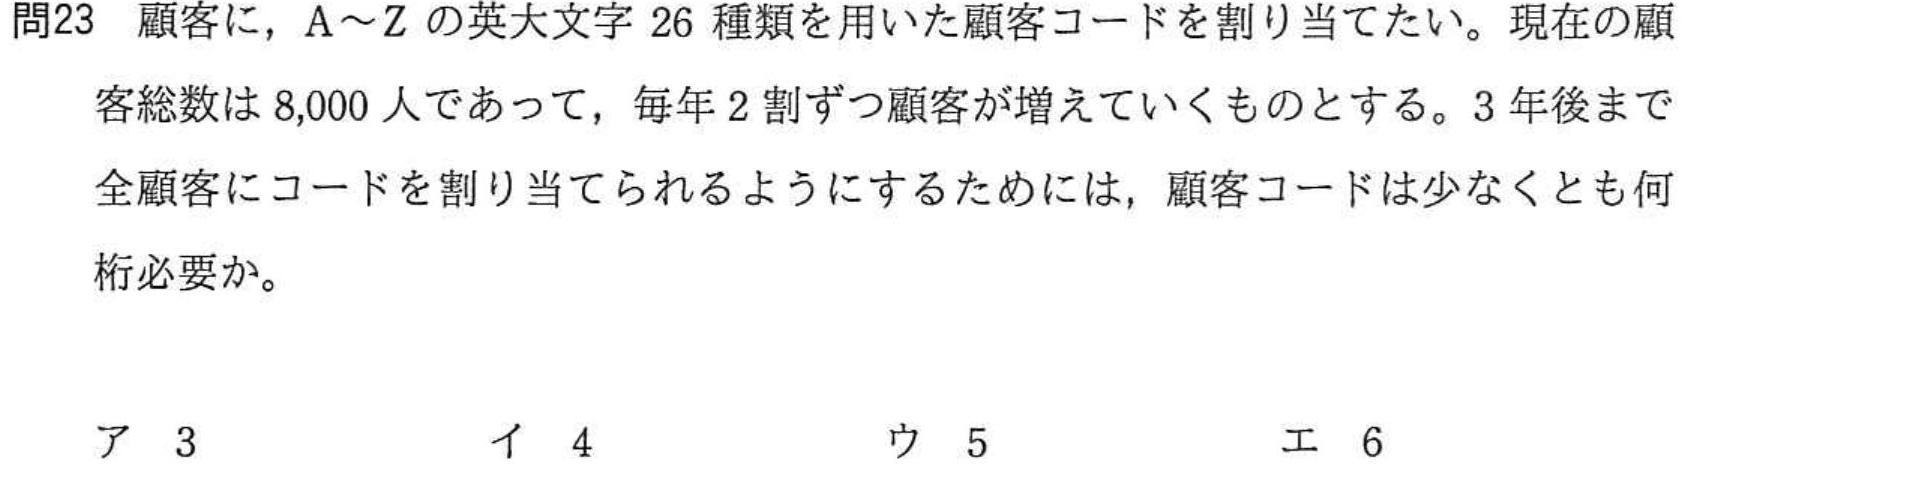 問23　顧客に，A～Z の英大文字 26 種類を用いた顧客コードを割り当てたい。現在の顧
客総数は 8,000 人であって，毎年 2 割ずつ顧客が増えていくものとする。3 年後まで
全顧客にコードを割り当てられるようにするためには，顧客コードは少なくとも何
桁必要か。
ア　3　イ　4　ウ　5　エ　6